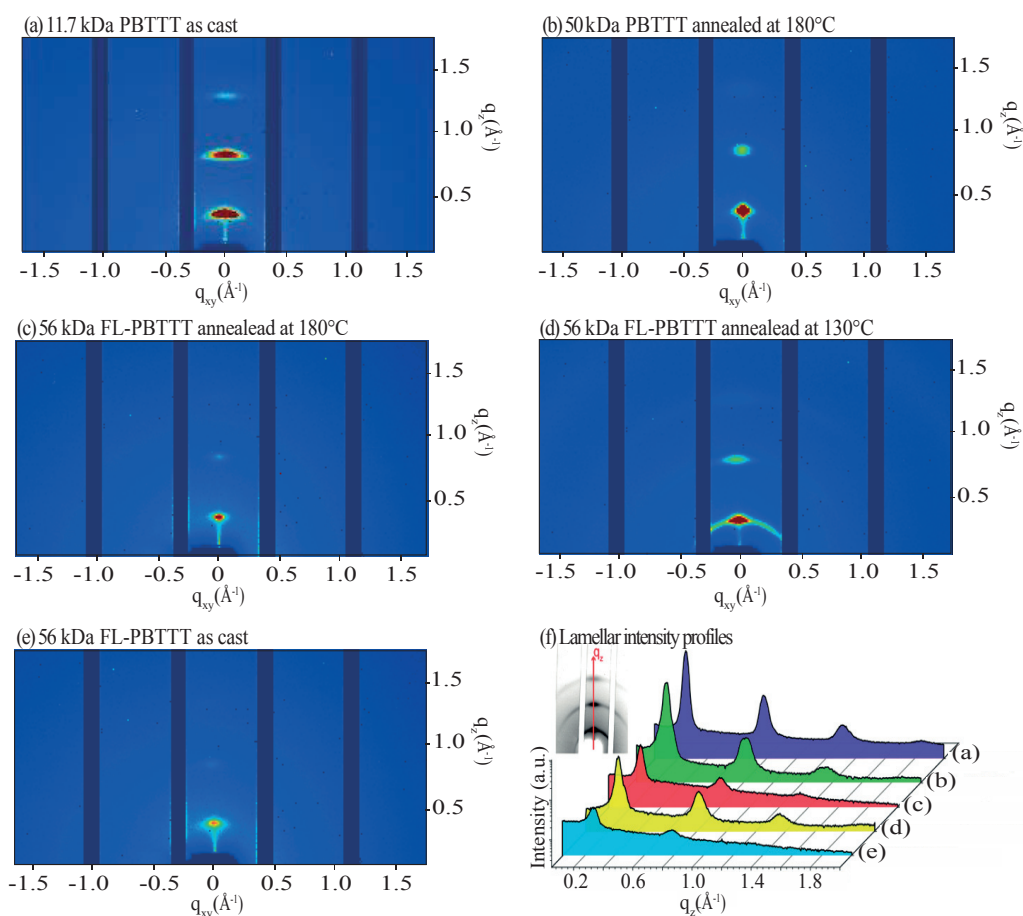 (a) 11.7 kDa PBTTT as cast
1.5
1.0
0.5
q_z(Å⁻¹)
-1.5 -1.0 -0.5 0 0.5 1.0 1.5
q_xy(Å⁻¹)
(b) 50 kDa PBTTT annealed at 180°C
1.5
1.0
0.5
q_z(Å⁻¹)
-1.5 -1.0 -0.5 0 0.5 1.0 1.5
q_xy(Å⁻¹)
(c) 56 kDa FL-PBTTT annealead at 180°C
1.5
1.0
0.5
q_z(Å⁻¹)
-1.5 -1.0 -0.5 0 0.5 1.0 1.5
q_xy(Å⁻¹)
(d) 56 kDa FL-PBTTT annealead at 130°C
1.5
1.0
0.5
q_z(Å⁻¹)
-1.5 -1.0 -0.5 0 0.5 1.0 1.5
q_xy(Å⁻¹)
(e) 56 kDa FL-PBTTT as cast
1.5
1.0
0.5
q_z(Å⁻¹)
-1.5 -1.0 -0.5 0 0.5 1.0 1.5
q_xy(Å⁻¹)
(f) Lamellar intensity profiles
q_z
(a)
(b)
(c)
(d)
(e)
Intensity (a.u.)
0.2 0.6 1.0 1.4 1.8
q_z(Å⁻¹)